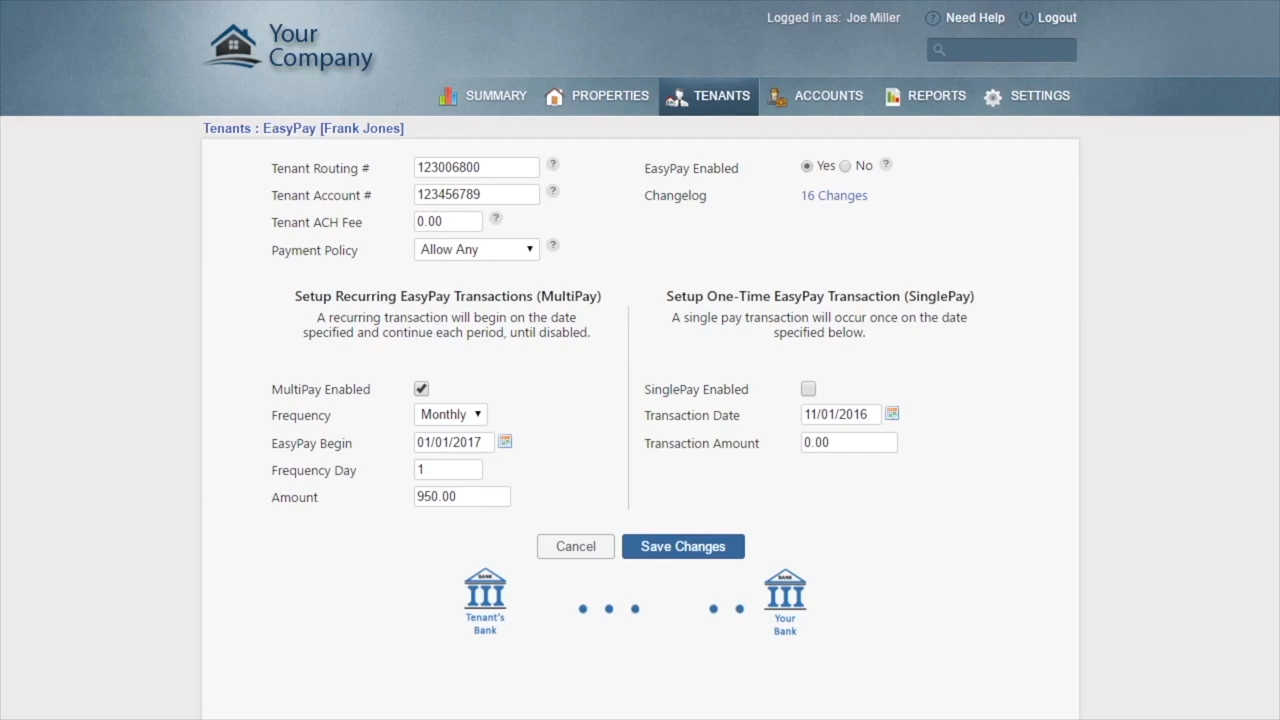 Your
Company
Logged in as: Joe Miller
Need Help
Logout
SUMMARY
PROPERTIES
TENANTS
ACCOUNTS
REPORTS
SETTINGS
Tenants : EasyPay [Frank Jones]
Tenant Routing # 123006800 ?
Tenant Account # 123456789 ?
Tenant ACH Fee 0.00 ?
Payment Policy Allow Any ?
EasyPay Enabled Yes No ?
Changelog 16 Changes
Setup Recurring EasyPay Transactions (MultiPay)
A recurring transaction will begin on the date
specified and continue each period, until disabled.
MultiPay Enabled
Frequency Monthly
EasyPay Begin 01/01/2017
Frequency Day 1
Amount 950.00
Setup One-Time EasyPay Transaction (SinglePay)
A single pay transaction will occur once on the date
specified below.
SinglePay Enabled
Transaction Date 11/01/2016
Transaction Amount 0.00
Cancel
Save Changes
BANK
Tenant's
Bank
BANK
Your
Bank